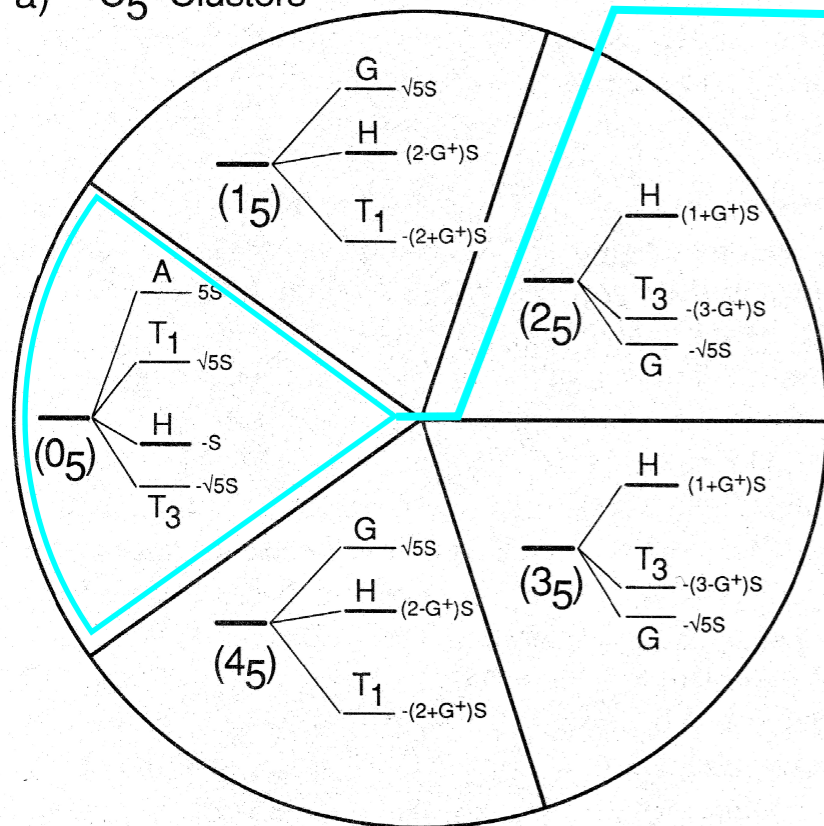 a) C5 Clusters
G √5S
H (2-G⁺)S
(1₅)
T₁ -(2+G⁺)S
H (1+G⁺)S
T₃ -(3-G⁺)S
(2₅)
G -√5S
A 5S
T₁ √5S
H -S
(0₅)
T₃ -√5S
H (1+G⁺)S
T₃ -(3-G⁺)S
(3₅)
G -√5S
G √5S
H (2-G⁺)S
(4₅)
T₁ -(2+G⁺)S